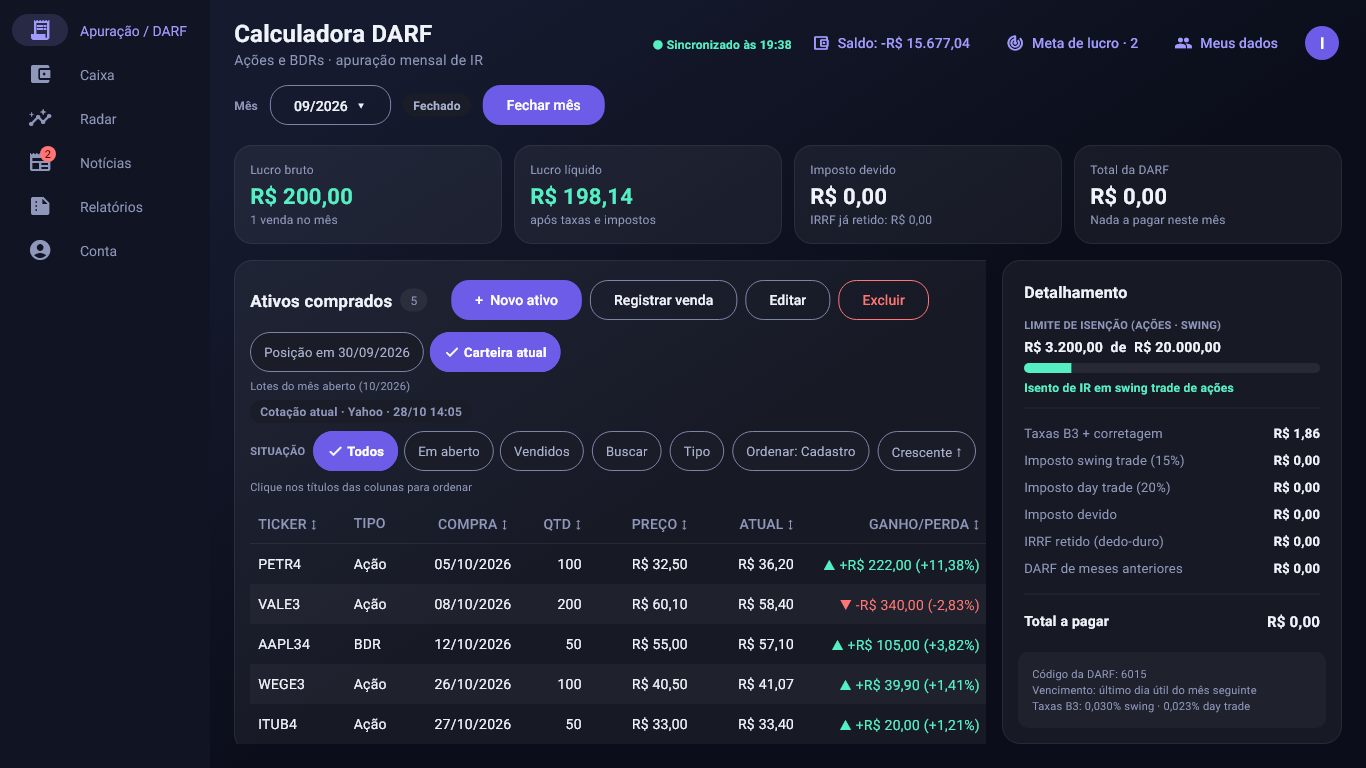 Apuração / DARF
Caixa
Radar
2
Notícias
Relatórios
Conta
Calculadora DARF
Ações e BDRs · apuração mensal de IR
Sincronizado às 19:38
Saldo: -R$ 15.677,04
Meta de lucro · 2
Meus dados
I
Mês
09/2026 ▼
Fechado
Fechar mês
Lucro bruto
R$ 200,00
1 venda no mês
Lucro líquido
R$ 198,14
após taxas e impostos
Imposto devido
R$ 0,00
IRRF já retido: R$ 0,00
Total da DARF
R$ 0,00
Nada a pagar neste mês
Ativos comprados 5
+ Novo ativo
Registrar venda
Editar
Excluir
Posição em 30/09/2026
✓ Carteira atual
Lotes do mês aberto (10/2026)
Cotação atual · Yahoo · 28/10 14:05
SITUAÇÃO
✓ Todos
Em aberto
Vendidos
Buscar
Tipo
Ordenar: Cadastro
Crescente ↑
Clique nos títulos das colunas para ordenar
TICKER ↕ TIPO COMPRA ↕ QTD ↕ PREÇO ↕ ATUAL ↕ GANHO/PERDA ↕
PETR4 Ação 05/10/2026 100 R$ 32,50 R$ 36,20 ▲ +R$ 222,00 (+11,38%)
VALE3 Ação 08/10/2026 200 R$ 60,10 R$ 58,40 ▼ -R$ 340,00 (-2,83%)
AAPL34 BDR 12/10/2026 50 R$ 55,00 R$ 57,10 ▲ +R$ 105,00 (+3,82%)
WEGE3 Ação 26/10/2026 100 R$ 40,50 R$ 41,07 ▲ +R$ 39,90 (+1,41%)
ITUB4 Ação 27/10/2026 50 R$ 33,00 R$ 33,40 ▲ +R$ 20,00 (+1,21%)
Detalhamento
LIMITE DE ISENÇÃO (AÇÕES · SWING)
R$ 3.200,00 de R$ 20.000,00
Isento de IR em swing trade de ações
Taxas B3 + corretagem R$ 1,86
Imposto swing trade (15%) R$ 0,00
Imposto day trade (20%) R$ 0,00
Imposto devido R$ 0,00
IRRF retido (dedo-duro) R$ 0,00
DARF de meses anteriores R$ 0,00
Total a pagar R$ 0,00
Código da DARF: 6015
Vencimento: último dia útil do mês seguinte
Taxas B3: 0,030% swing · 0,023% day trade